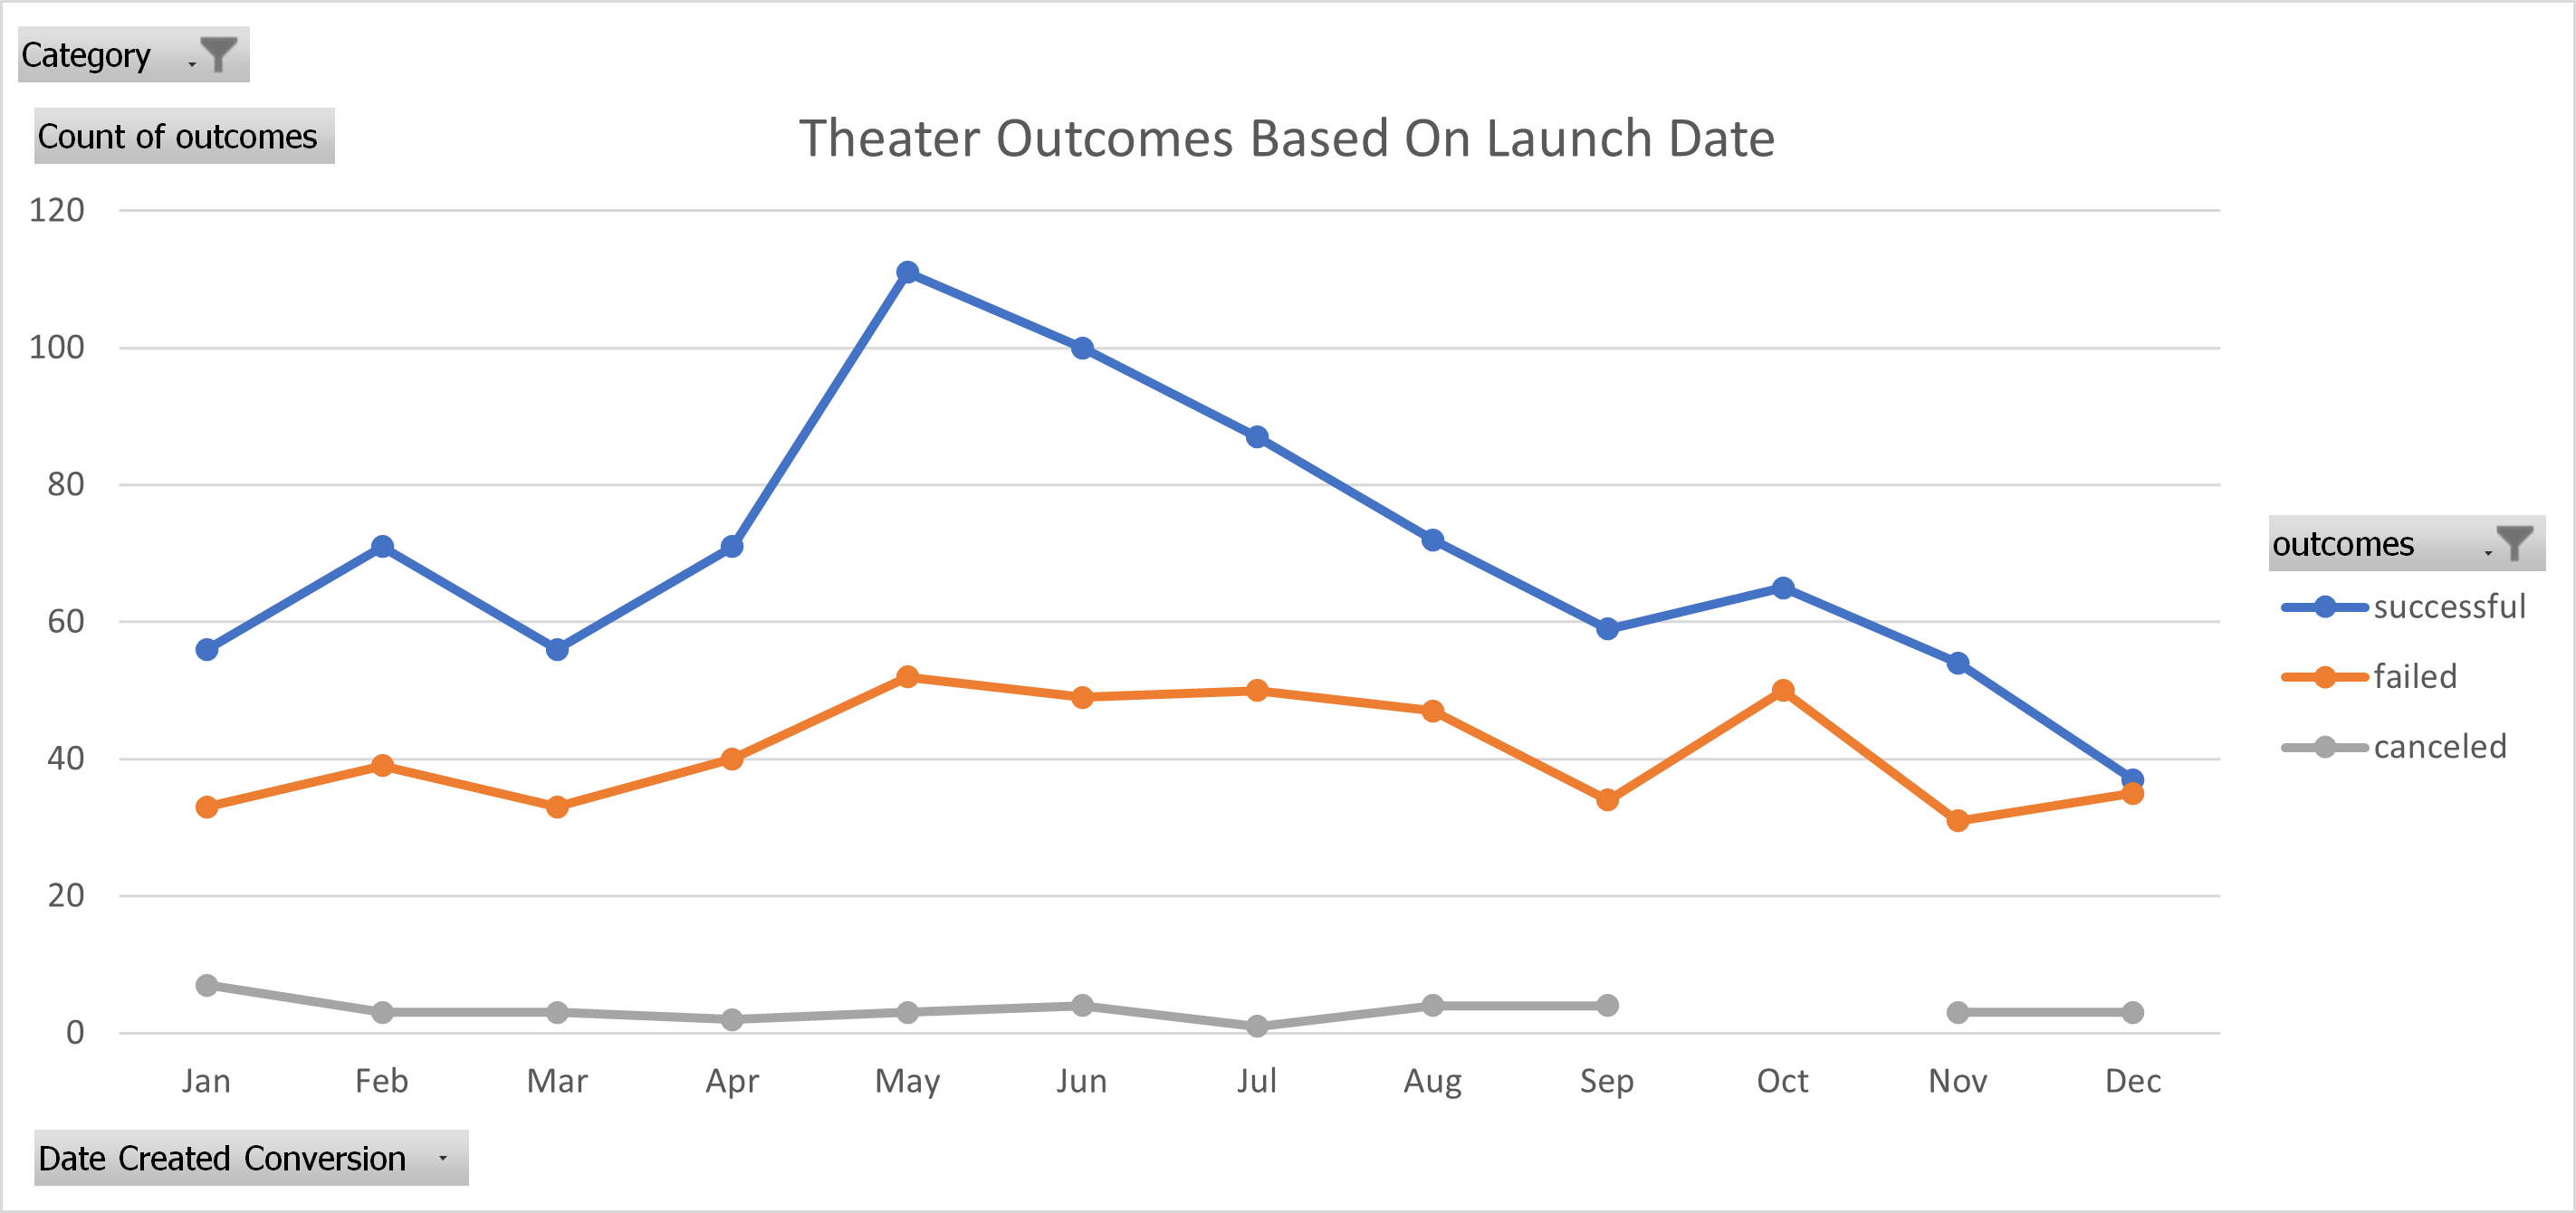 Category
Count of outcomes
Theater Outcomes Based On Launch Date
120
100
80
60
40
20
0
Jan Feb Mar Apr May Jun Jul Aug Sep Oct Nov Dec
outcomes
successful
failed
canceled
Date Created Conversion